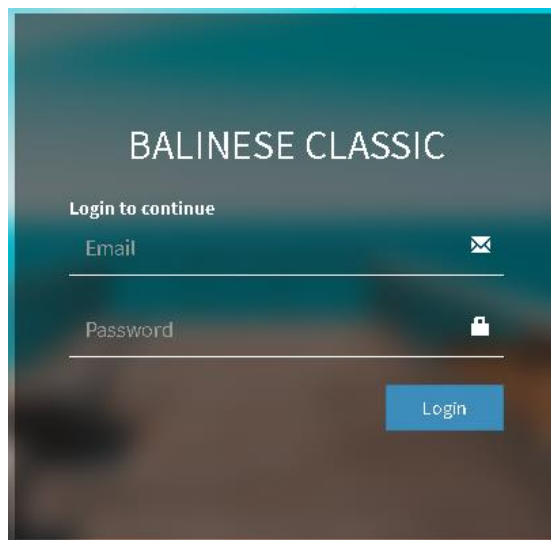 BALINESE CLASSIC
Login to continue
Email
Password
Login